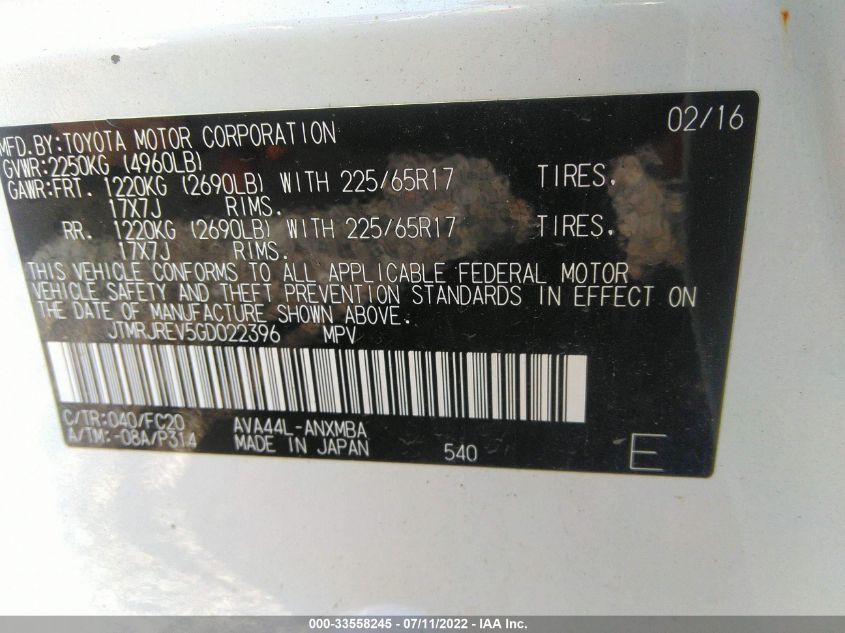 02/16
MFD.BY:TOYOTA MOTOR CORPORATION
GVWR:2250KG (4960LB)
GAWR:FRT. 1220KG (2690LB) WITH 225/65R17 TIRES,
17X7J RIMS.
RR. 1220KG (2690LB) WITH 225/65R17 TIRES,
17X7J RIMS.
THIS VEHICLE CONFORMS TO ALL APPLICABLE FEDERAL MOTOR
VEHICLE SAFETY AND THEFT PREVENTION STANDARDS IN EFFECT ON
THE DATE OF MANUFACTURE SHOWN ABOVE.
JTMRJREV5GD022396 MPV
C/TR:040/FC20 AVA44L-ANXMBA
A/TM:-08A/P314 MADE IN JAPAN 540 E
000-33558245 - 07/11/2022 - IAA Inc.